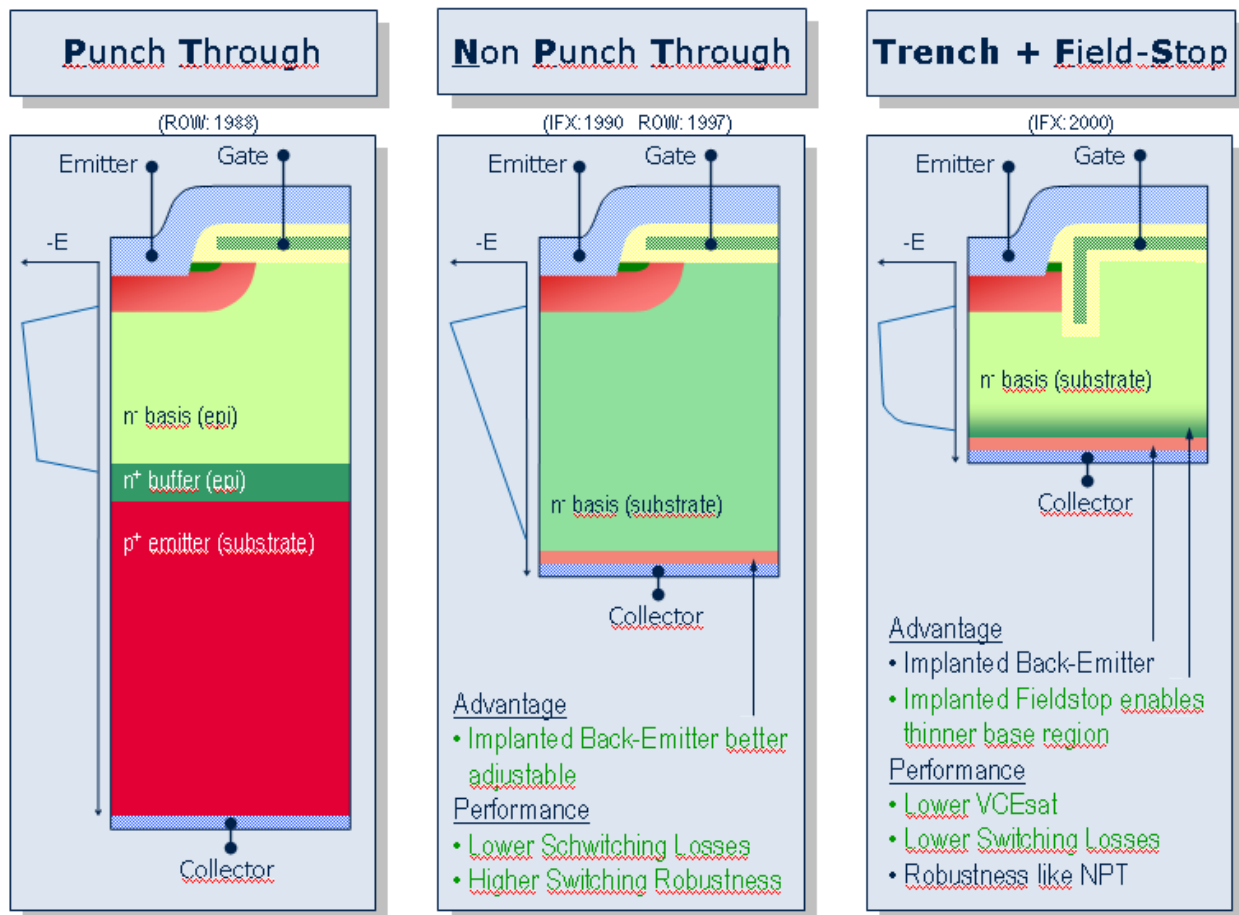 Punch Through
(ROW: 1988)
Emitter
Gate
-E
n- basis (epi)
n+ buffer (epi)
p+ emitter (substrate)
Collector
Non Punch Through
(IFX: 1990 ROW: 1997)
Emitter
Gate
-E
n- basis (substrate)
Collector
Advantage
• Implanted Back-Emitter better
adjustable
Performance
• Lower Schwitching Losses
• Higher Switching Robustness
Trench + Field-Stop
(IFX: 2000)
Emitter
Gate
-E
n- basis (substrate)
Collector
Advantage
• Implanted Back-Emitter
• Implanted Fieldstop enables
thinner base region
Performance
• Lower VCEsat
• Lower Switching Losses
• Robustness like NPT